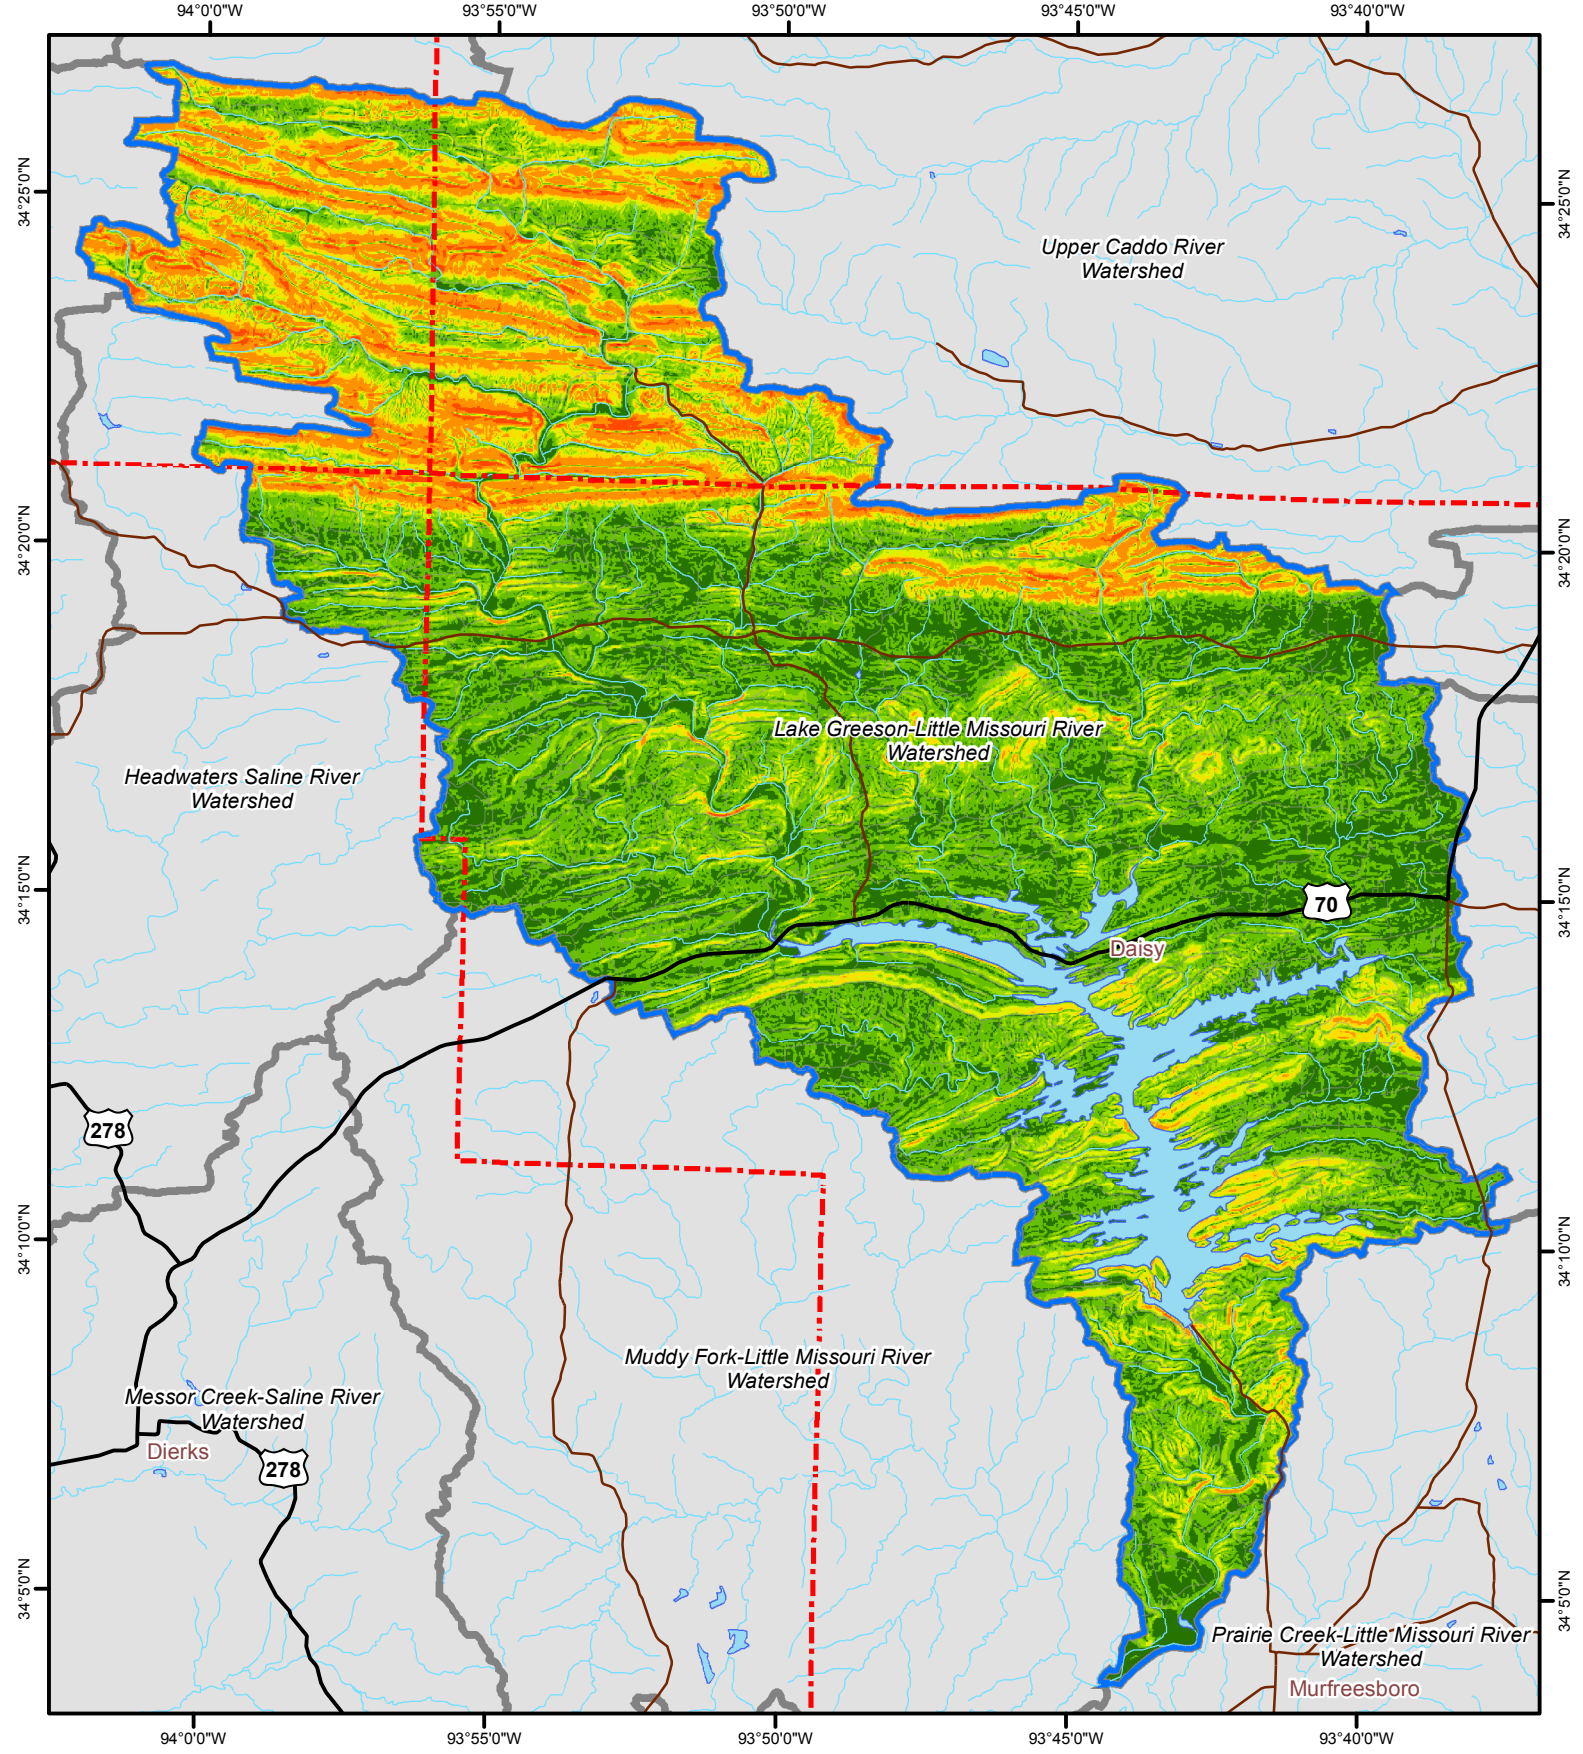 94°0'0"W
93°55'0"W
93°50'0"W
93°45'0"W
93°40'0"W
34°25'0"N
34°25'0"N
Upper Caddo River
Watershed
34°20'0"N
34°20'0"N
Lake Greeson-Little Missouri River
Watershed
Headwaters Saline River
Watershed
34°15'0"N
34°15'0"N
70
Daisy
278
34°10'0"N
34°10'0"N
Muddy Fork-Little Missouri River
Watershed
Messor Creek-Saline River
Watershed
Dierks
278
34°5'0"N
34°5'0"N
Prairie Creek-Little Missouri River
Watershed
Murfreesboro
94°0'0"W
93°55'0"W
93°50'0"W
93°45'0"W
93°40'0"W